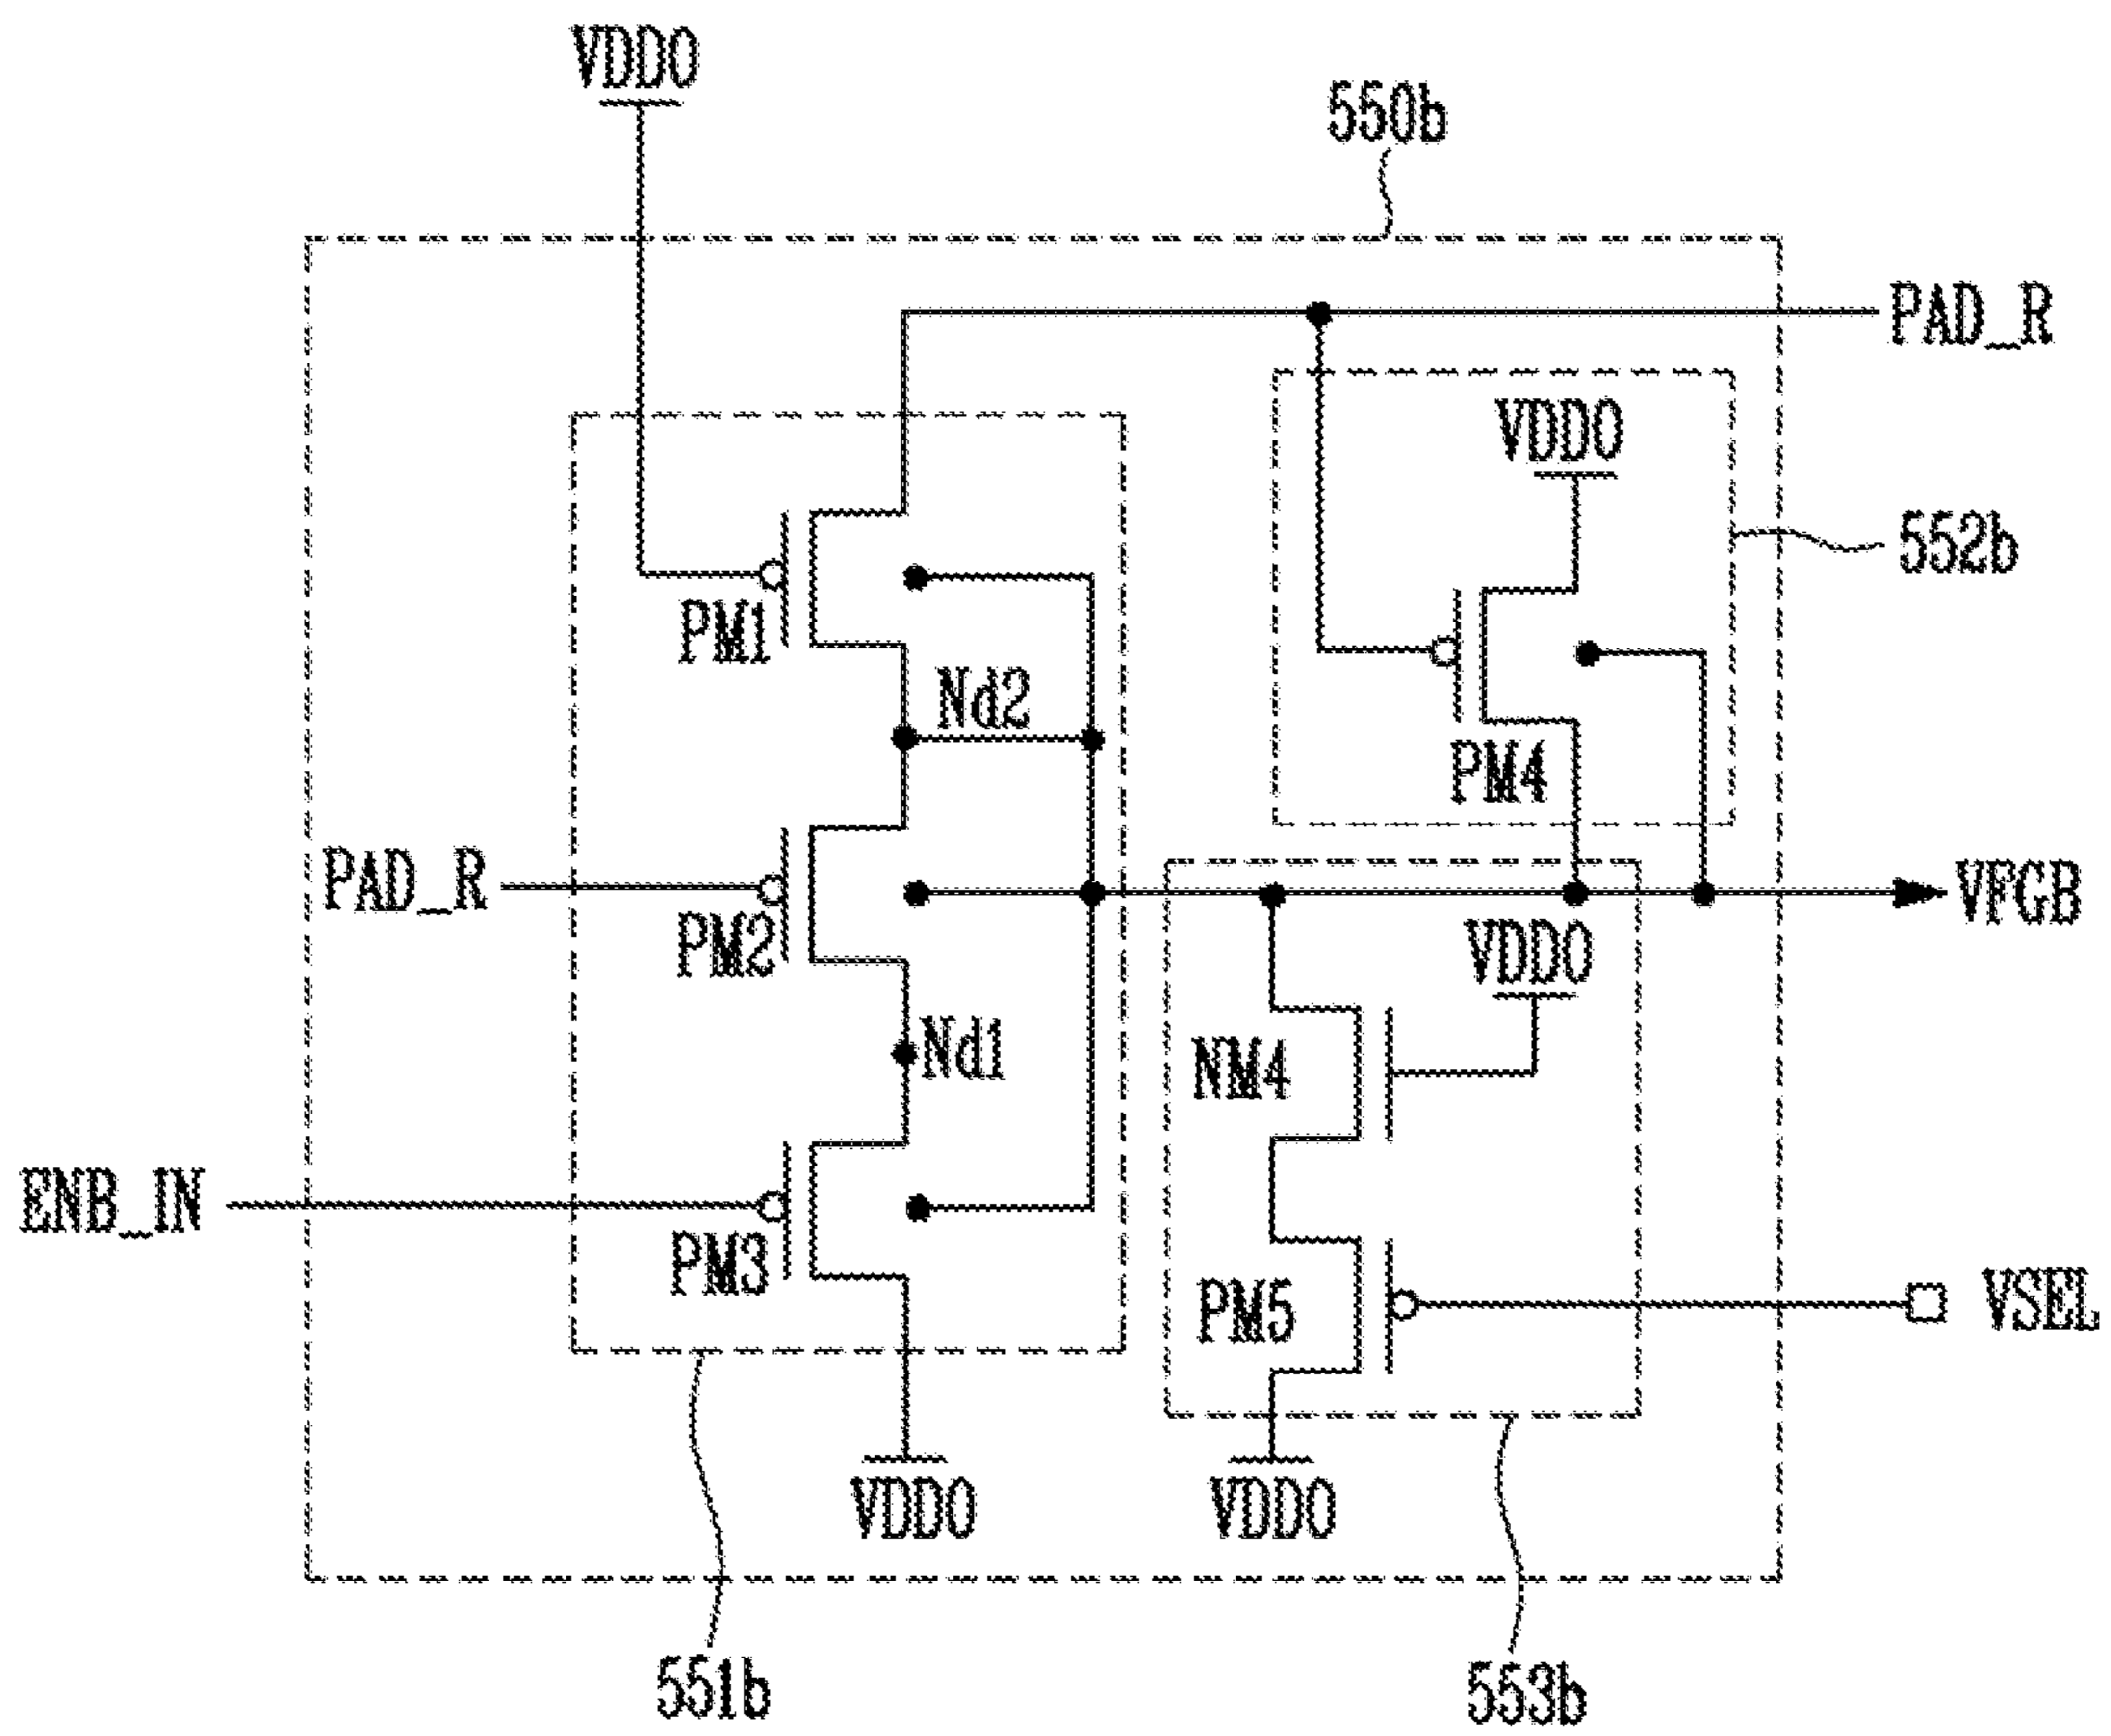 VDDO
550b
PAD_R
VDDO
552b
PM1
Nd2
PM4
PAD_R
PM2
VFGB
VDDO
Nd1
NM4
ENB_IN
PM3
PM5
VSEL
VDDO
VDDO
551b
553b